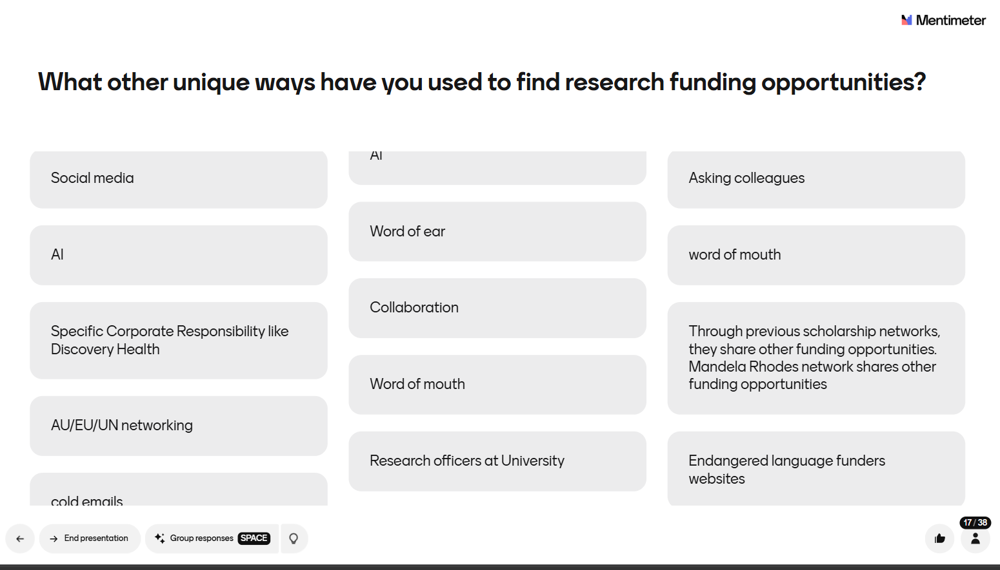 Mentimeter
What other unique ways have you used to find research funding opportunities?
Social media
AI
Specific Corporate Responsibility like
Discovery Health
AU/EU/UN networking
cold emails
AI
Word of ear
Collaboration
Word of mouth
Research officers at University
Asking colleagues
word of mouth
Through previous scholarship networks,
they share other funding opportunities.
Mandela Rhodes network shares other
funding opportunities
Endangered language funders
websites
End presentation
Group responses SPACE
17 / 38